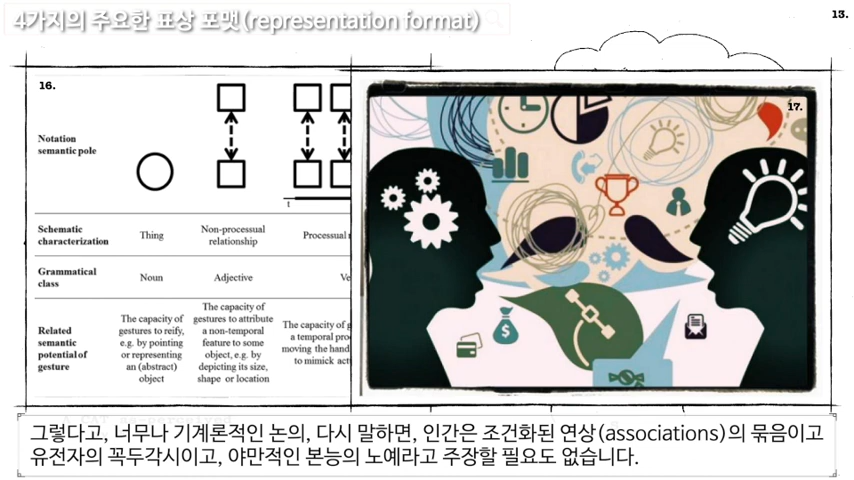 4가지의 주요한 표상 포맷(representation format)
13.
16.
Notation
semantic pole
t
Schematic
characterization
Thing
Non-processual
relationship
Processual
Grammatical
class
Noun
Adjective
Ve
Related
semantic
potential of
gesture
The capacity of
gestures to reify,
e.g. by pointing
or representing
an (abstract)
object
The capacity of
gestures to attribute
a non-temporal
feature to some
object, e.g. by
depicting its size,
shape or location
The capacity of g
a temporal pro
moving the hand
to mimick act
17.
그렇다고, 너무나 기계론적인 논의, 다시 말하면, 인간은 조건화된 연상(associations)의 묶음이고
유전자의 꼭두각시이고, 야만적인 본능의 노예라고 주장할 필요도 없습니다.